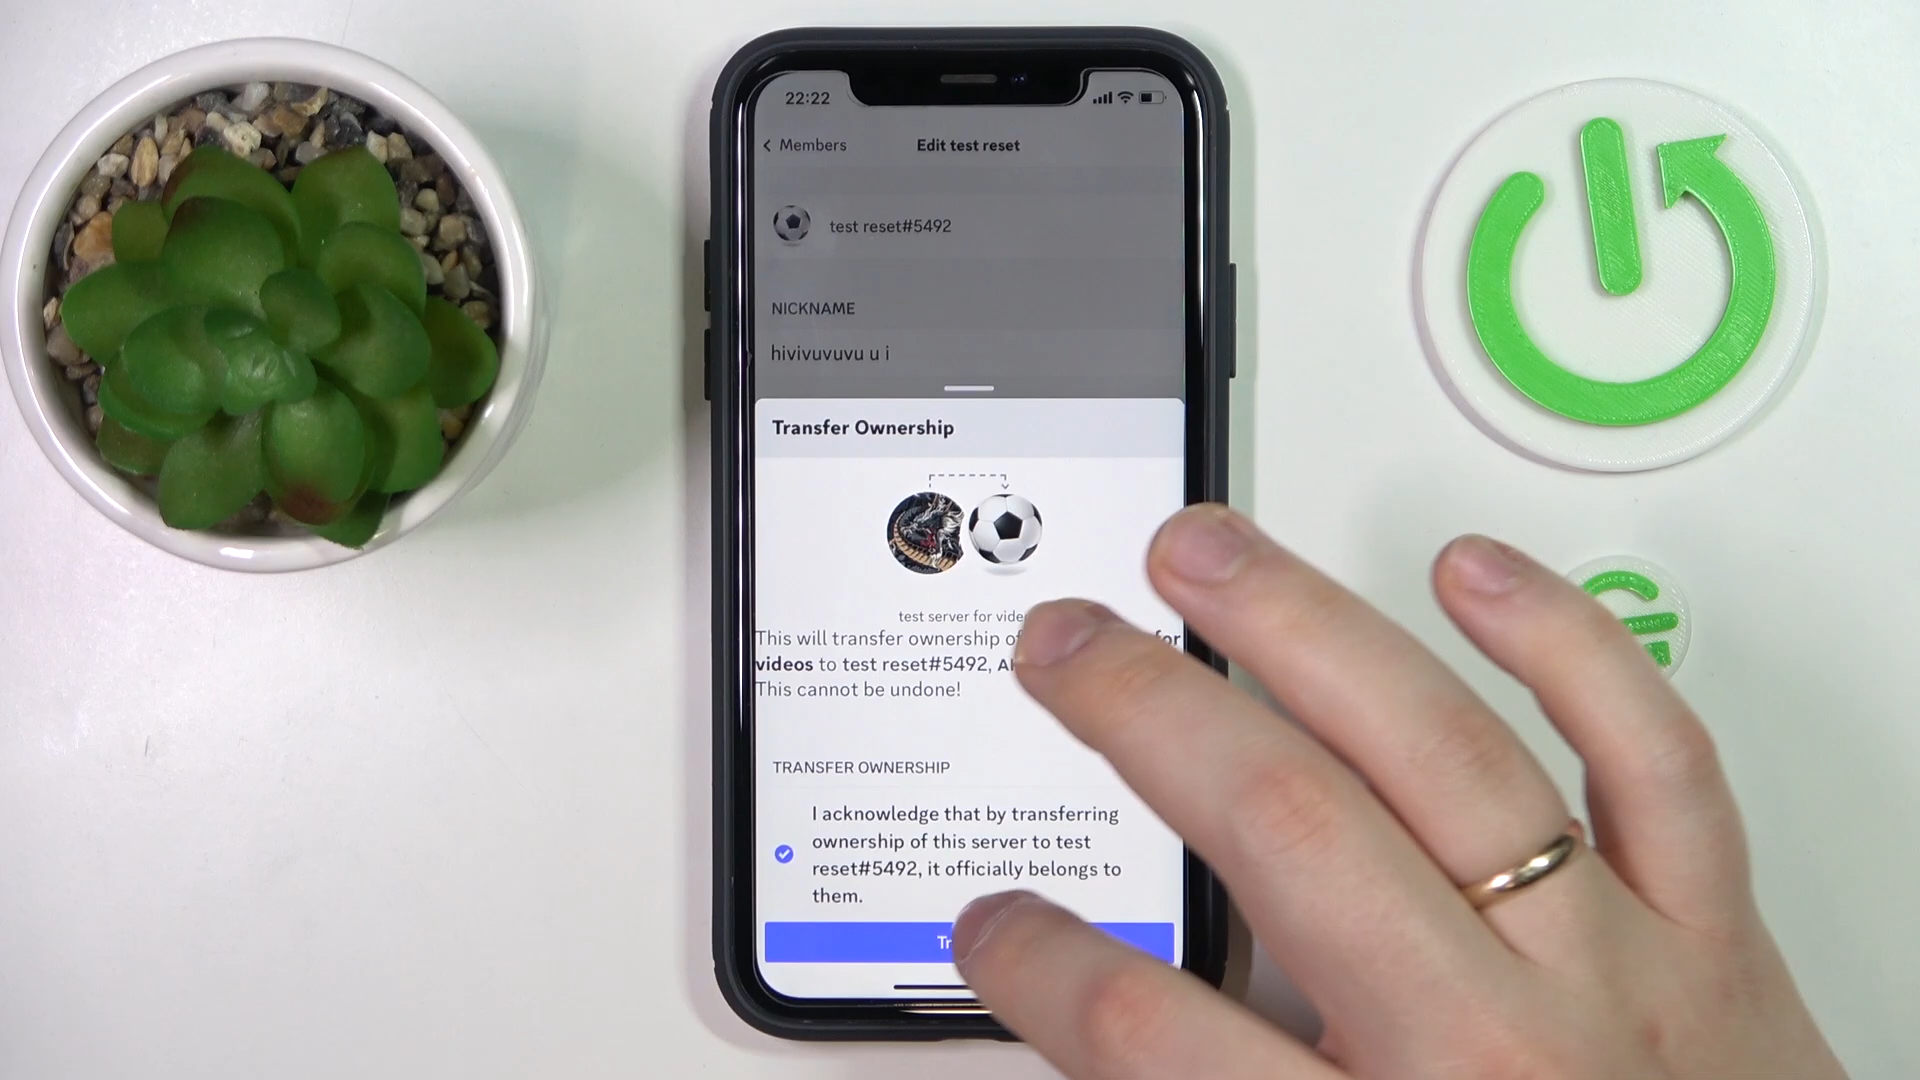 22:22
Members
Edit test reset
test reset#5492
NICKNAME
hivivuvuvu u i
Transfer Ownership
test server for
This will transfer ownership of for
videos to test reset#5492,
This cannot be undone!
TRANSFER OWNERSHIP
I acknowledge that by transferring
ownership of this server to test
reset#5492, it officially belongs to
them.